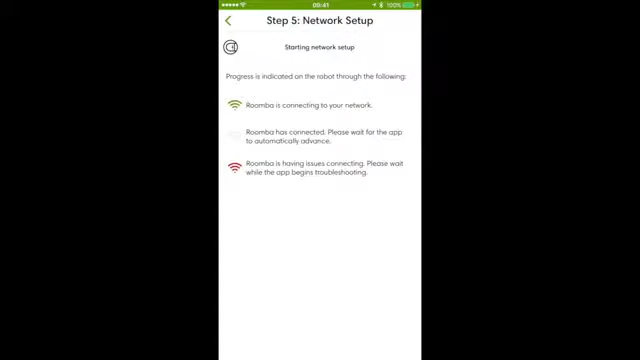 09:41
100%
Step 5: Network Setup
Starting network setup
Progress is indicated on the robot through the following:
Roomba is connecting to your network.
Roomba has connected. Please wait for the app
to automatically advance.
Roomba is having issues connecting. Please wait
while the app begins troubleshooting.